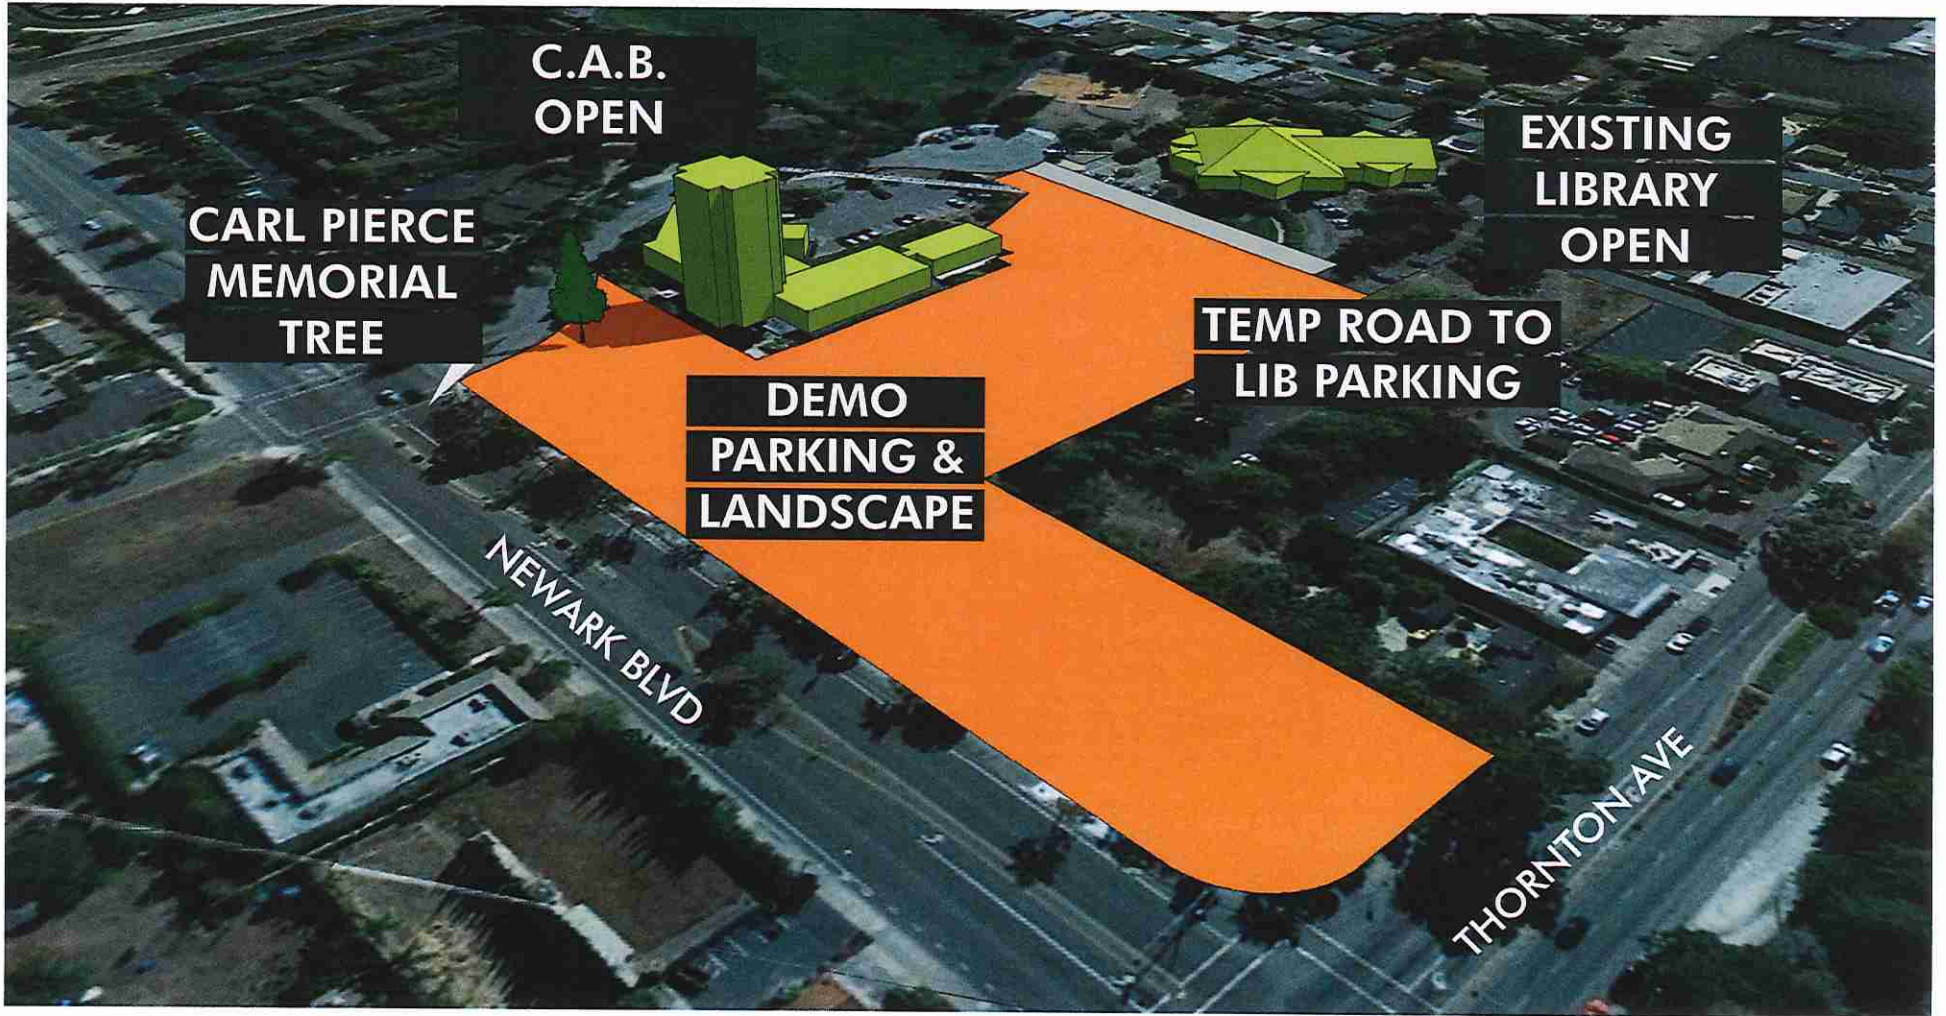 C.A.B.
OPEN
EXISTING
LIBRARY
OPEN
CARL PIERCE
MEMORIAL
TREE
TEMP ROAD TO
LIB PARKING
DEMO
PARKING &
LANDSCAPE
NEWARK BLVD
THORNTON AVE